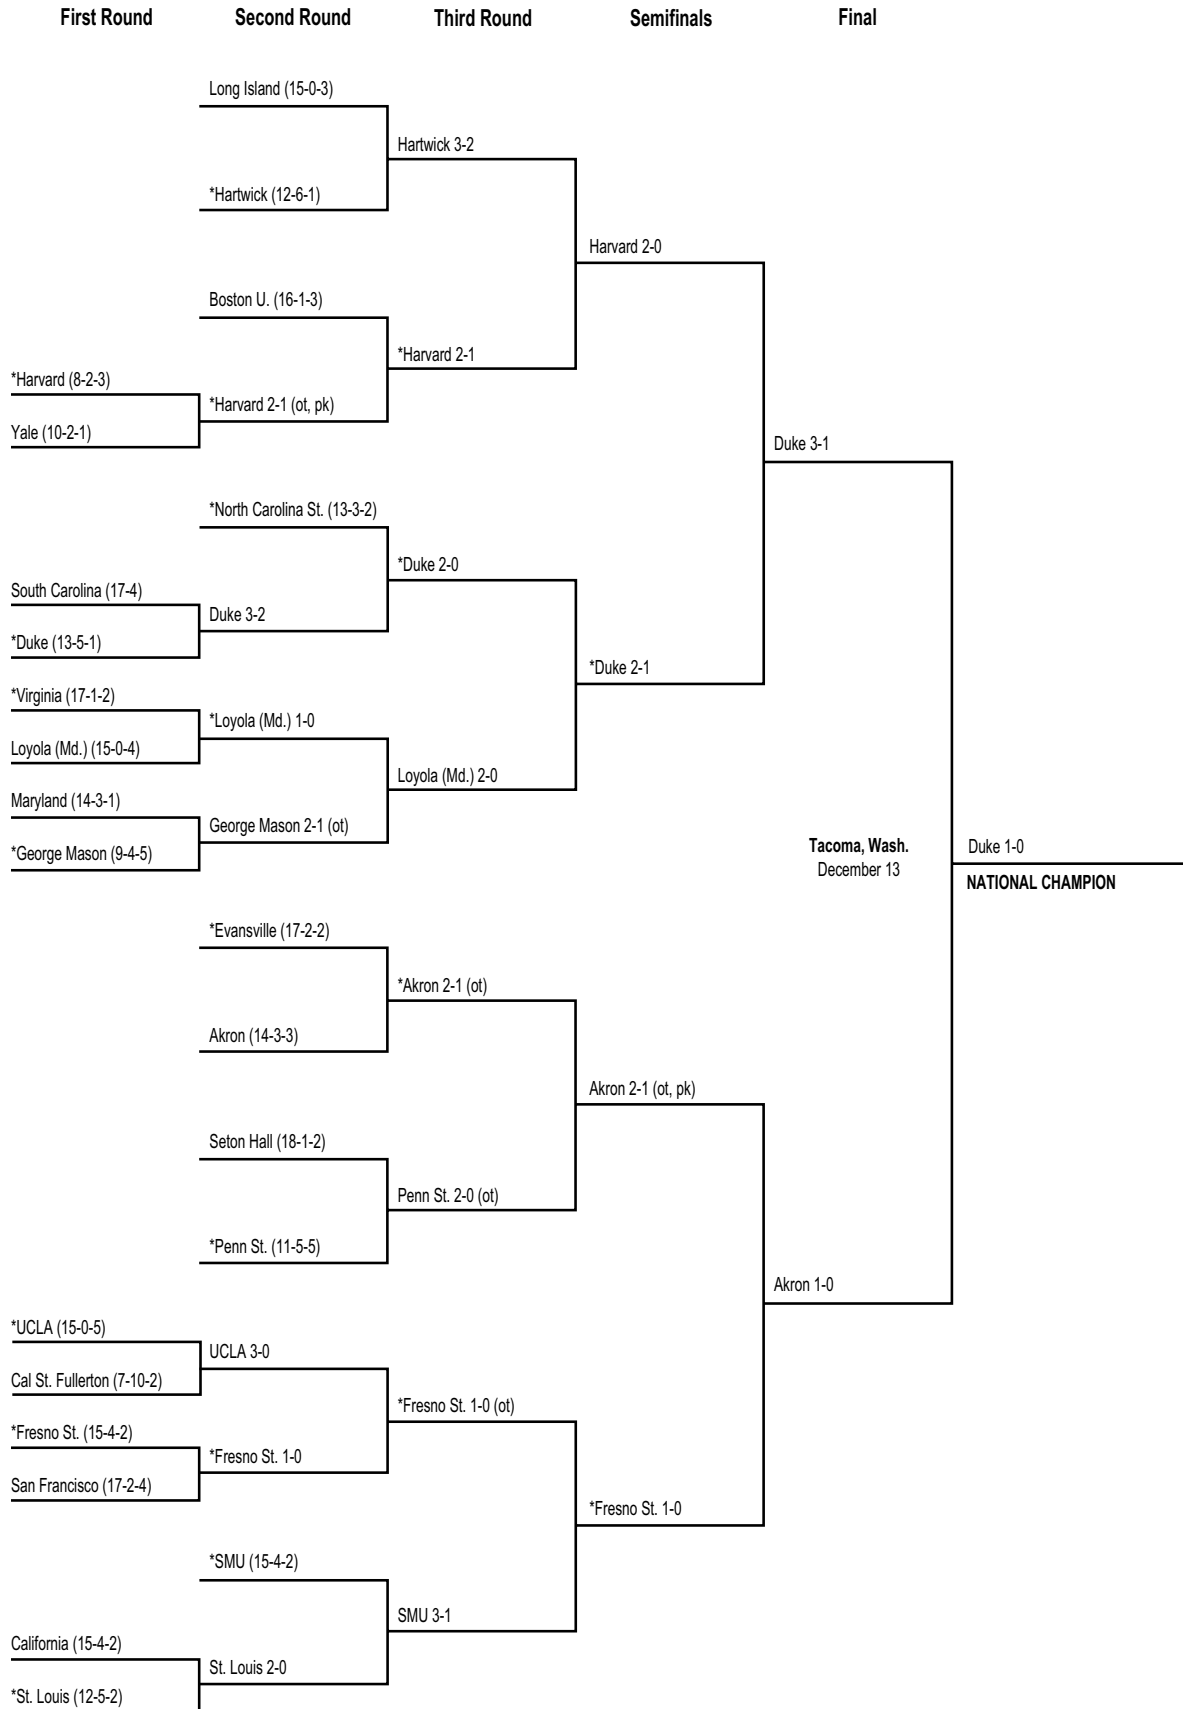 First Round Second Round Third Round Semifinals Final
Long Island (15-0-3)
Hartwick 3-2
*Hartwick (12-6-1)
Harvard 2-0
Boston U. (16-1-3)
*Harvard 2-1
*Harvard (8-2-3)
*Harvard 2-1 (ot, pk)
Yale (10-2-1)
Duke 3-1
*North Carolina St. (13-3-2)
*Duke 2-0
South Carolina (17-4)
Duke 3-2
*Duke (13-5-1)
*Duke 2-1
*Virginia (17-1-2)
*Loyola (Md.) 1-0
Loyola (Md.) (15-0-4)
Loyola (Md.) 2-0
Maryland (14-3-1)
George Mason 2-1 (ot)
*George Mason (9-4-5)
Tacoma, Wash.
December 13
Duke 1-0
NATIONAL CHAMPION
*Evansville (17-2-2)
*Akron 2-1 (ot)
Akron (14-3-3)
Akron 2-1 (ot, pk)
Seton Hall (18-1-2)
Penn St. 2-0 (ot)
*Penn St. (11-5-5)
Akron 1-0
*UCLA (15-0-5)
UCLA 3-0
Cal St. Fullerton (7-10-2)
*Fresno St. 1-0 (ot)
*Fresno St. (15-4-2)
*Fresno St. 1-0
San Francisco (17-2-4)
*Fresno St. 1-0
*SMU (15-4-2)
SMU 3-1
California (15-4-2)
St. Louis 2-0
*St. Louis (12-5-2)